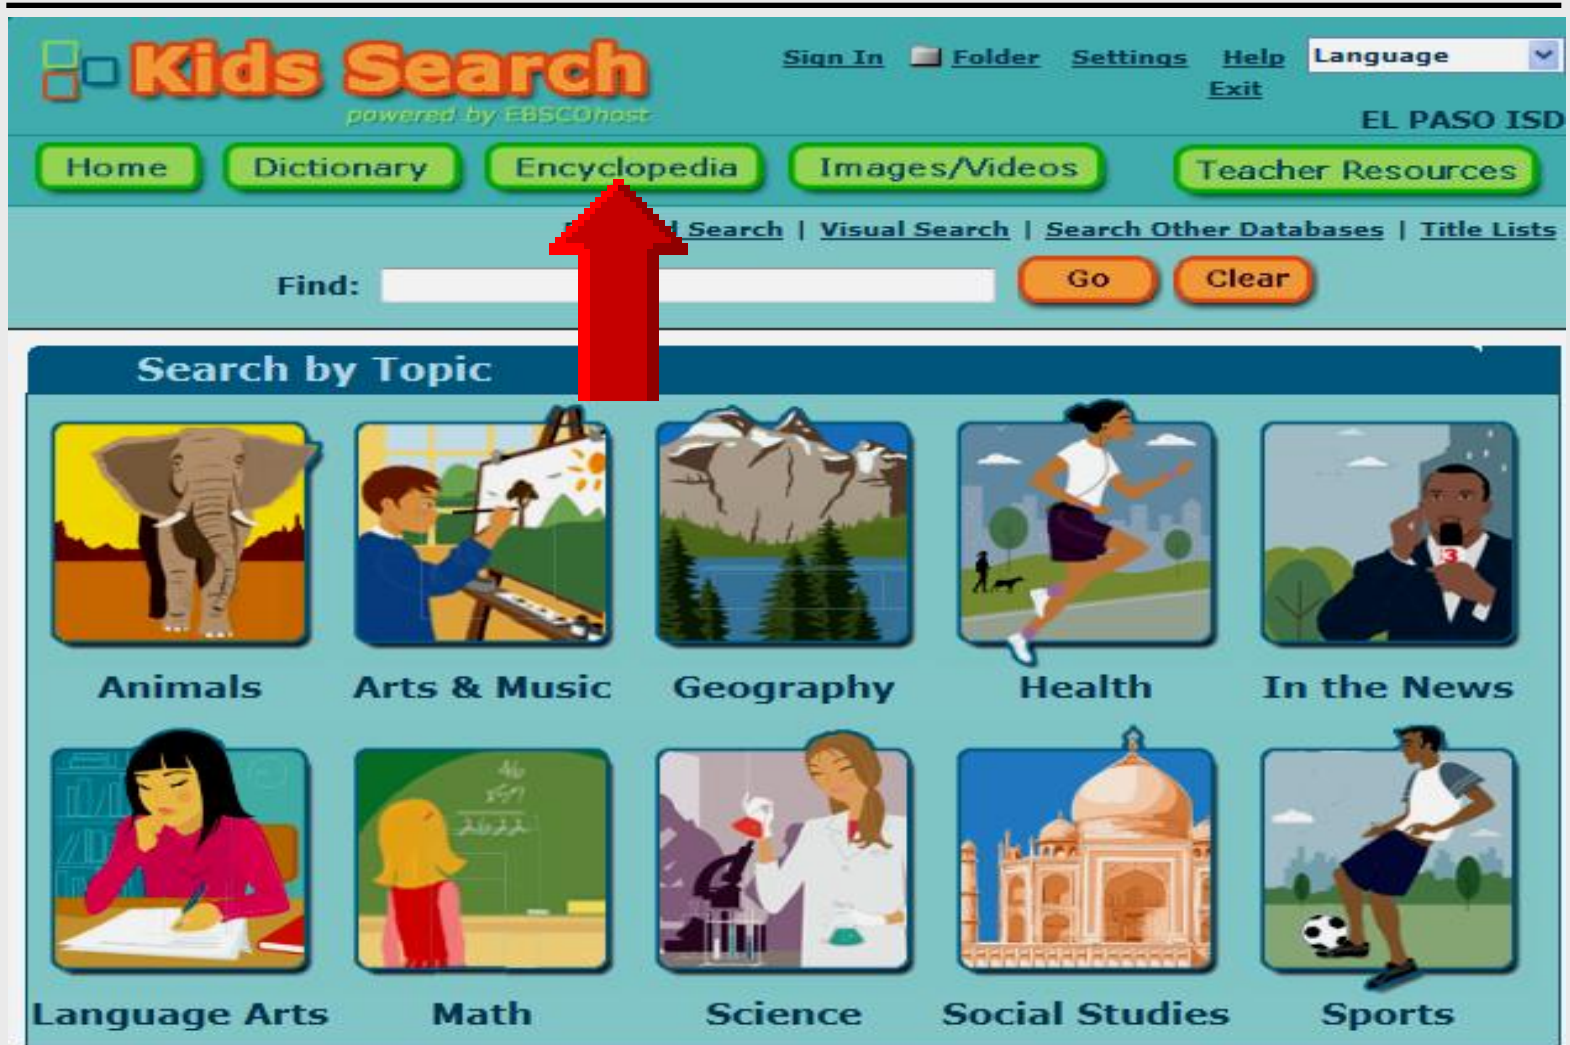 Kids Search
powered by EBSCOhost
Sign In Folder Settings Help Language
Exit
EL PASO ISD
Home Dictionary Encyclopedia Images/Videos Teacher Resources
Search | Visual Search | Search Other Databases | Title Lists
Find: Go Clear
Search by Topic
3
Animals Arts & Music Geography Health In the News
Language Arts Math Science Social Studies Sports